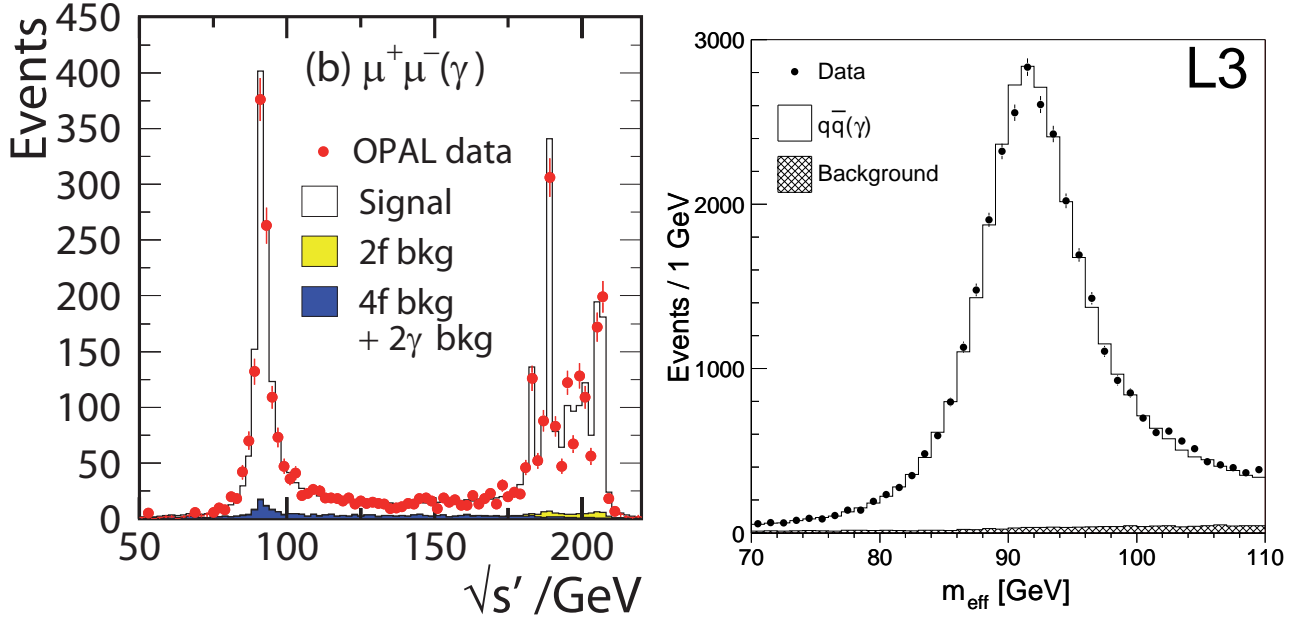 450
400
350
300
250
200
150
100
50
0
Events
(b) μ⁺μ⁻(γ)
OPAL data
Signal
2f bkg
4f bkg
+ 2γ bkg
50
100
150
200
√s′ /GeV
3000
2000
1000
0
Events / 1 GeV
L3
Data
qq̅(γ)
Background
70
80
90
100
110
m_eff [GeV]